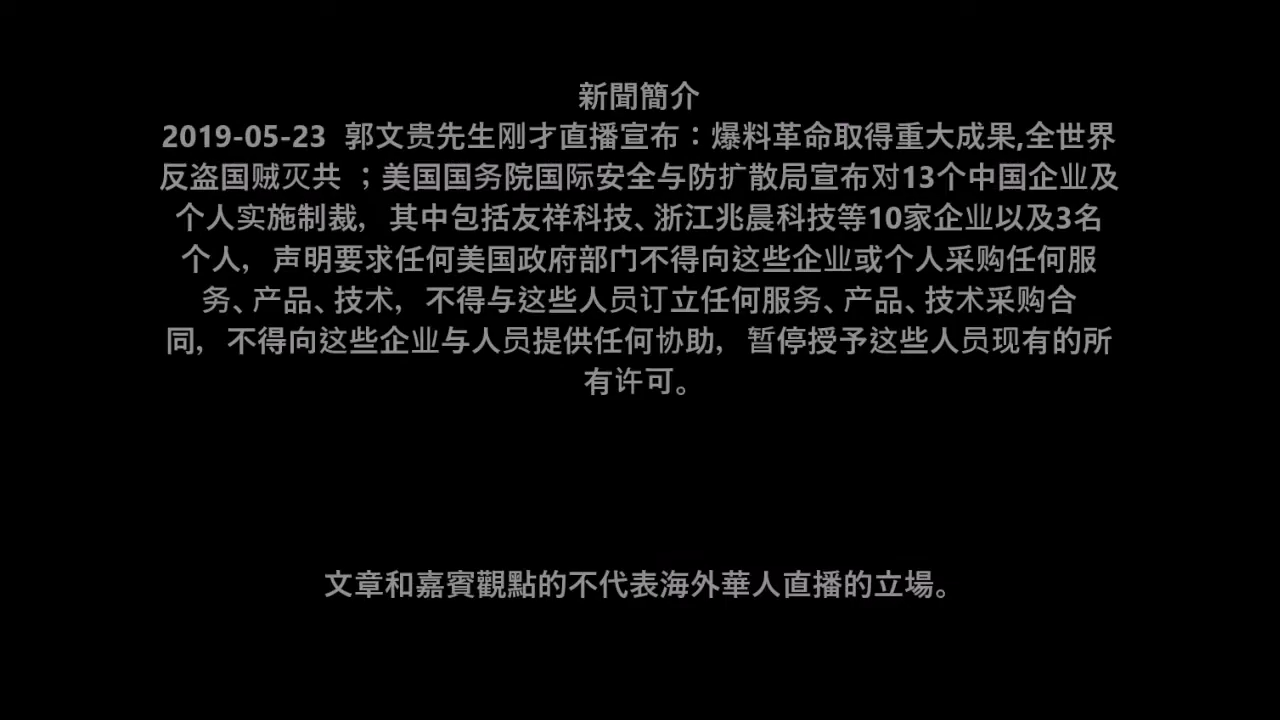 新聞簡介
2019-05-23 郭文贵先生刚才直播宣布：爆料革命取得重大成果,全世界
反盗国贼灭共 ；美国国务院国际安全与防扩散局宣布对13个中国企业及
个人实施制裁，其中包括友祥科技、浙江兆晨科技等10家企业以及3名
个人，声明要求任何美国政府部门不得向这些企业或个人采购任何服
务、产品、技术，不得与这些人员订立任何服务、产品、技术采购合
同，不得向这些企业与人员提供任何协助，暂停授予这些人员现有的所
有许可。
文章和嘉賓觀點的不代表海外華人直播的立場。